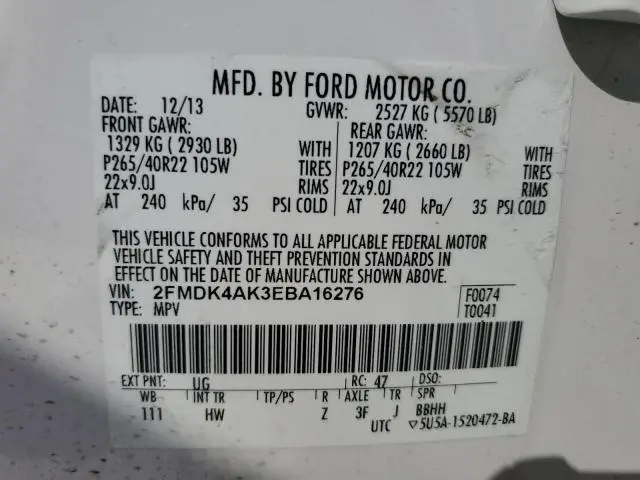 MFD. BY FORD MOTOR CO.
DATE: 12/13 GVWR: 2527 KG ( 5570 LB)
FRONT GAWR: REAR GAWR:
1329 KG ( 2930 LB) WITH 1207 KG ( 2660 LB) WITH
P265/40R22 105W TIRES P265/40R22 105W TIRES
22x9.0J RIMS 22x9.0J RIMS
AT 240 kPa/ 35 PSI COLD AT 240 kPa/ 35 PSI COLD
THIS VEHICLE CONFORMS TO ALL APPLICABLE FEDERAL MOTOR
VEHICLE SAFETY AND THEFT PREVENTION STANDARDS IN
EFFECT ON THE DATE OF MANUFACTURE SHOWN ABOVE.
VIN: 2FMDK4AK3EBA16276 F0074
TYPE: MPV T0041
EXT PNT: UG RC: 47 DSO:
WB INT TR TP/PS R AXLE TR SPR
111 HW Z 3F J BBHH
UTC ▽5U5A-1520472-BA